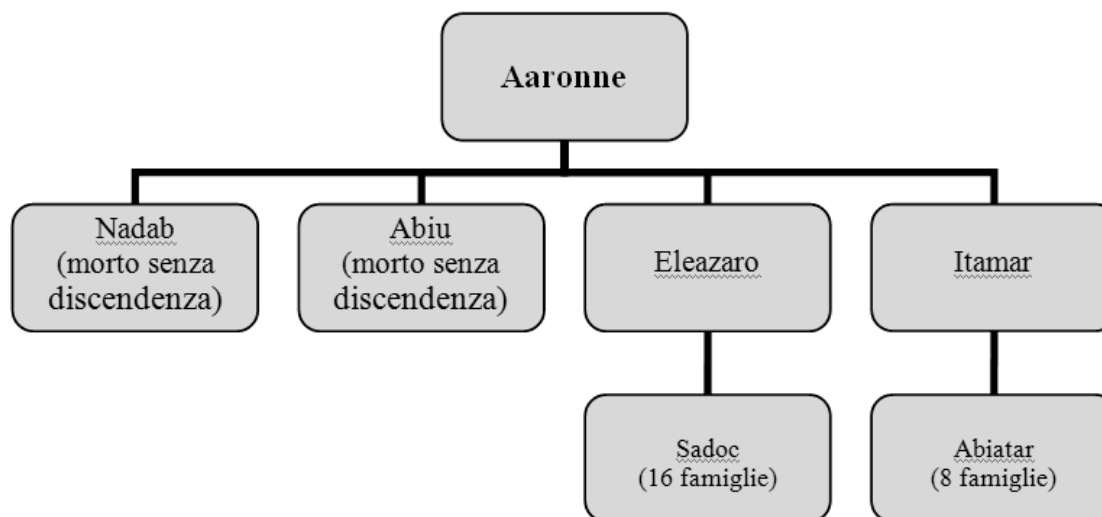 Aaronne
Nadab
(morto senza
discendenza)
Abiu
(morto senza
discendenza)
Eleazaro
Itamar
Sadoc
(16 famiglie)
Abiatar
(8 famiglie)